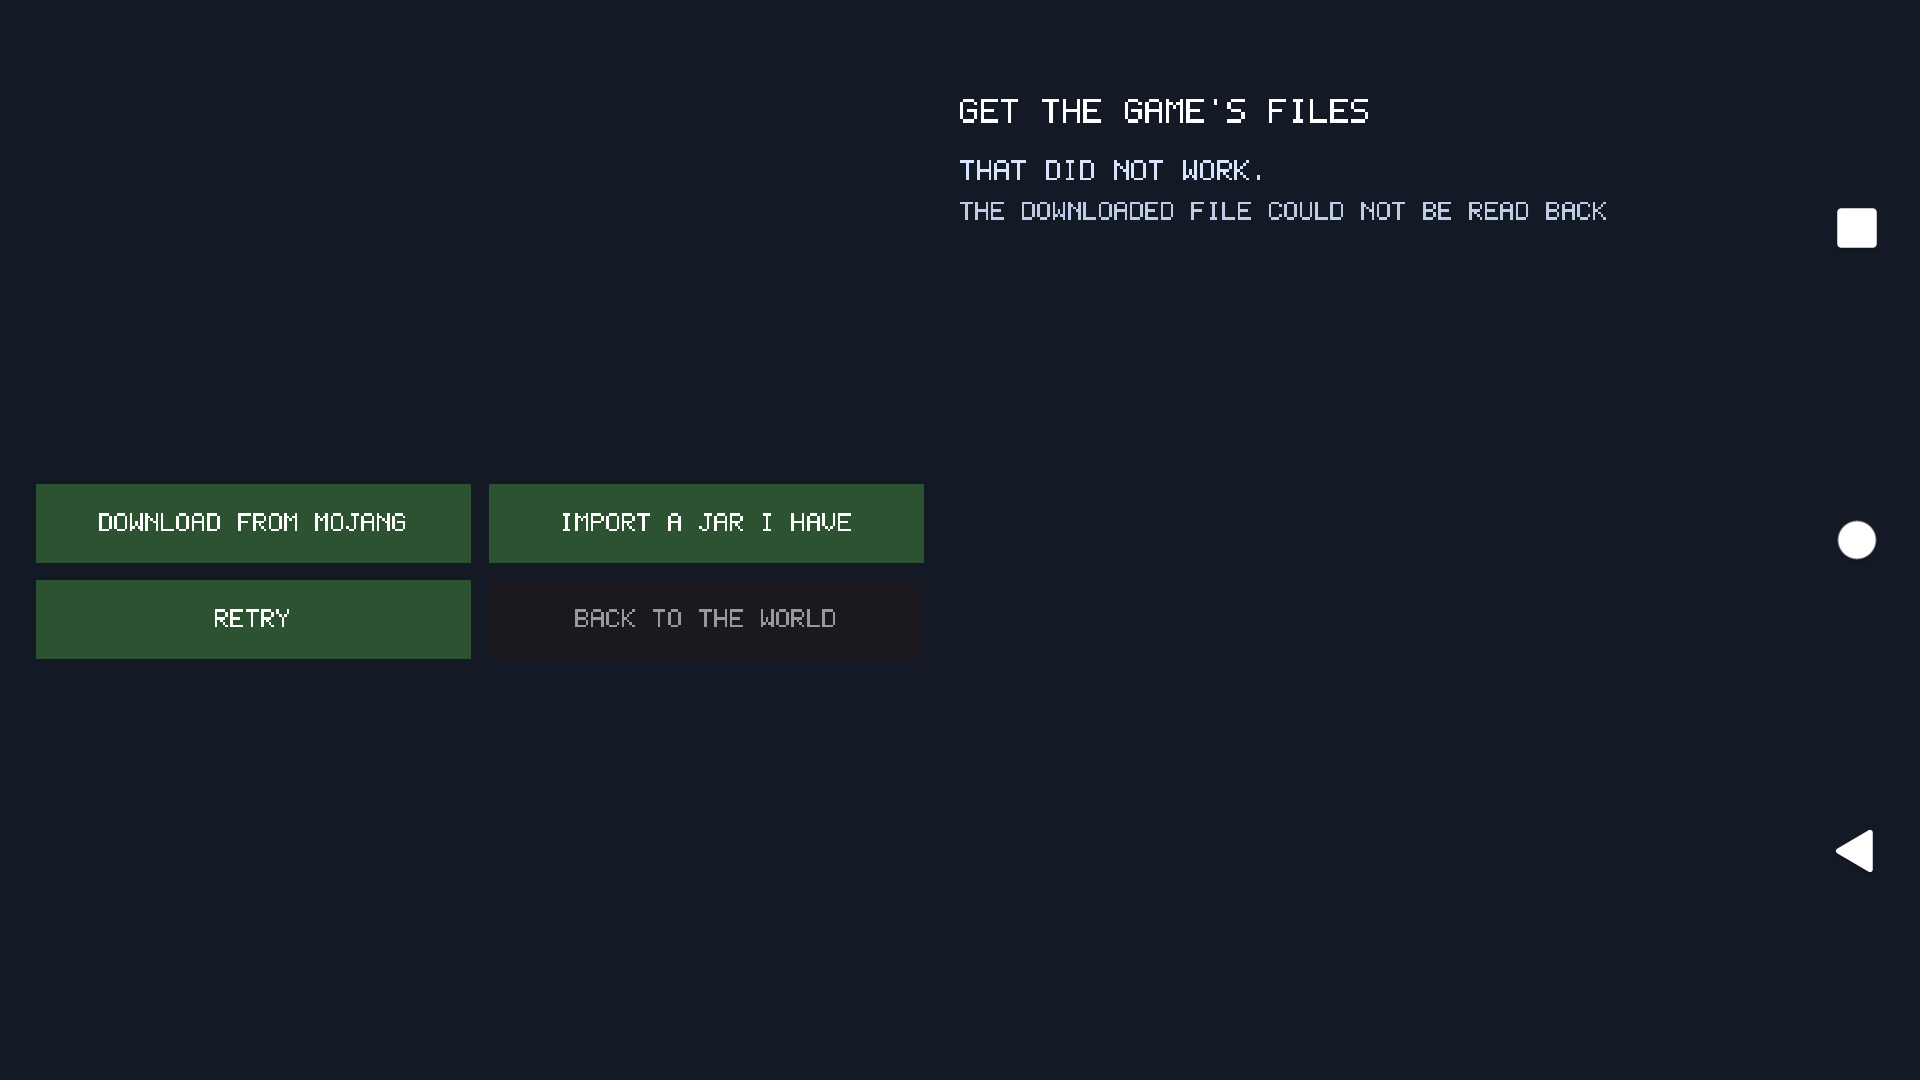 GET THE GAME'S FILES
THAT DID NOT WORK.
THE DOWNLOADED FILE COULD NOT BE READ BACK
DOWNLOAD FROM MOJANG
IMPORT A JAR I HAVE
RETRY
BACK TO THE WORLD